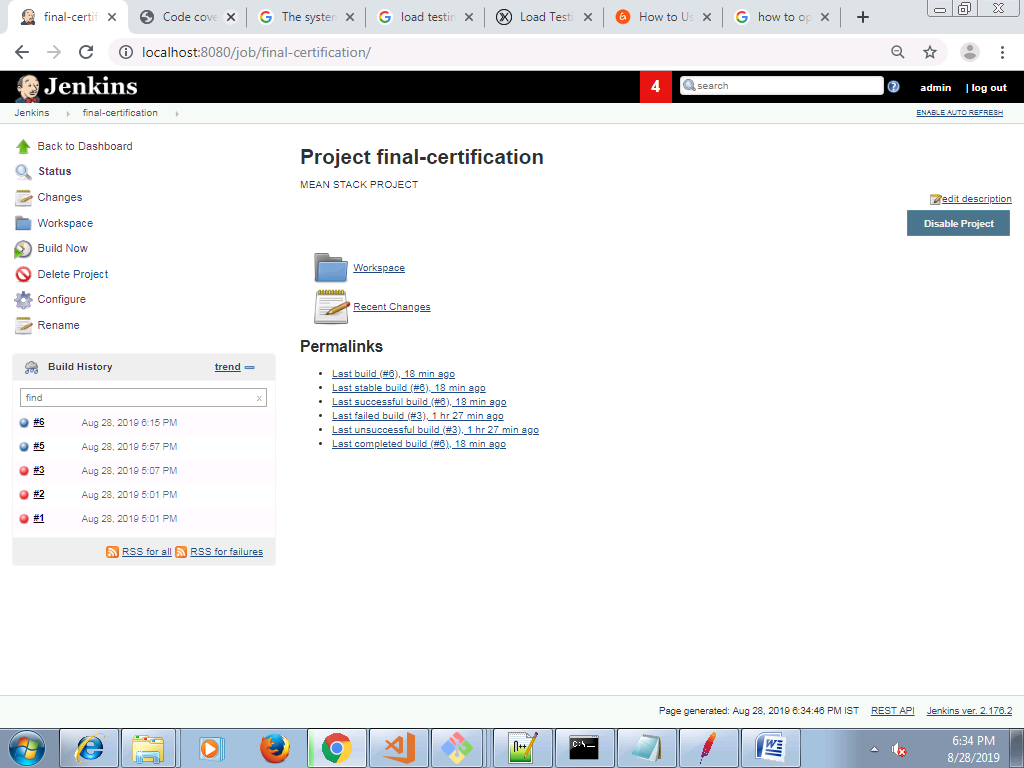 final-certif
Code cove
The system
load testin
Load Test
How to Us
how to op
localhost:8080/job/final-certification/
Jenkins
4
search
admin
| log out
Jenkins
final-certification
ENABLE AUTO REFRESH
Back to Dashboard
Status
Changes
Workspace
Build Now
Delete Project
Configure
Rename
Project final-certification
MEAN STACK PROJECT
edit description
Disable Project
Workspace
Recent Changes
Permalinks
Last build (#6), 18 min ago
Last stable build (#6), 18 min ago
Last successful build (#6), 18 min ago
Last failed build (#3), 1 hr 27 min ago
Last unsuccessful build (#3), 1 hr 27 min ago
Last completed build (#6), 18 min ago
Build History
trend
find
x
#6 Aug 28, 2019 6:15 PM
#5 Aug 28, 2019 5:57 PM
#3 Aug 28, 2019 5:07 PM
#2 Aug 28, 2019 5:01 PM
#1 Aug 28, 2019 5:01 PM
RSS for all RSS for failures
Page generated: Aug 28, 2019 6:34:46 PM IST
REST API
Jenkins ver. 2.176.2
6:34 PM
8/28/2019